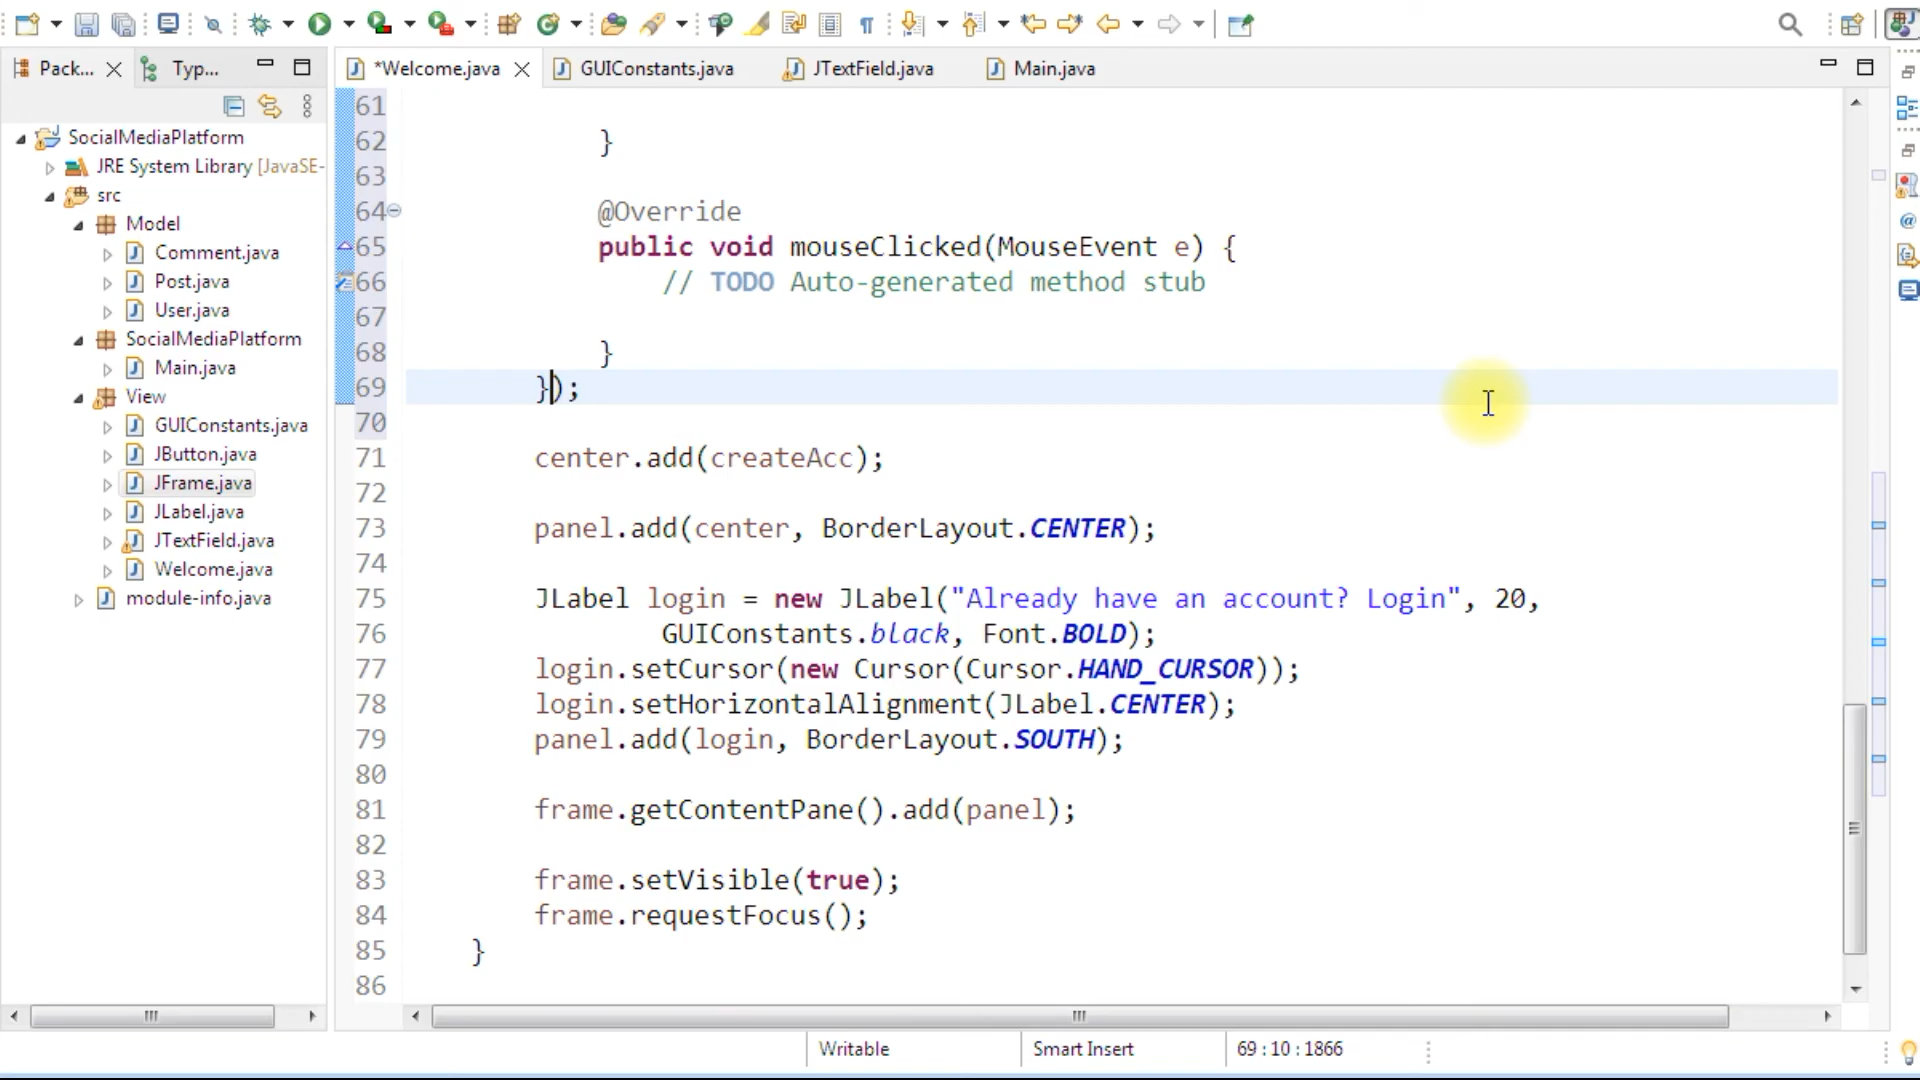 Pack...
Typ...
*Welcome.java
GUIConstants.java
JTextField.java
Main.java
SocialMediaPlatform
JRE System Library [JavaSE-
src
Model
Comment.java
Post.java
User.java
SocialMediaPlatform
Main.java
View
GUIConstants.java
JButton.java
JFrame.java
JLabel.java
JTextField.java
Welcome.java
module-info.java
61
62 }
63
64 @Override
65 public void mouseClicked(MouseEvent e) {
66 // TODO Auto-generated method stub
67
68 }
69 });
70
71 center.add(createAcc);
72
73 panel.add(center, BorderLayout.CENTER);
74
75 JLabel login = new JLabel("Already have an account? Login", 20,
76 GUIConstants.black, Font.BOLD);
77 login.setCursor(new Cursor(Cursor.HAND_CURSOR));
78 login.setHorizontalAlignment(JLabel.CENTER);
79 panel.add(login, BorderLayout.SOUTH);
80
81 frame.getContentPane().add(panel);
82
83 frame.setVisible(true);
84 frame.requestFocus();
85 }
86
Writable
Smart Insert
69 : 10 : 1866